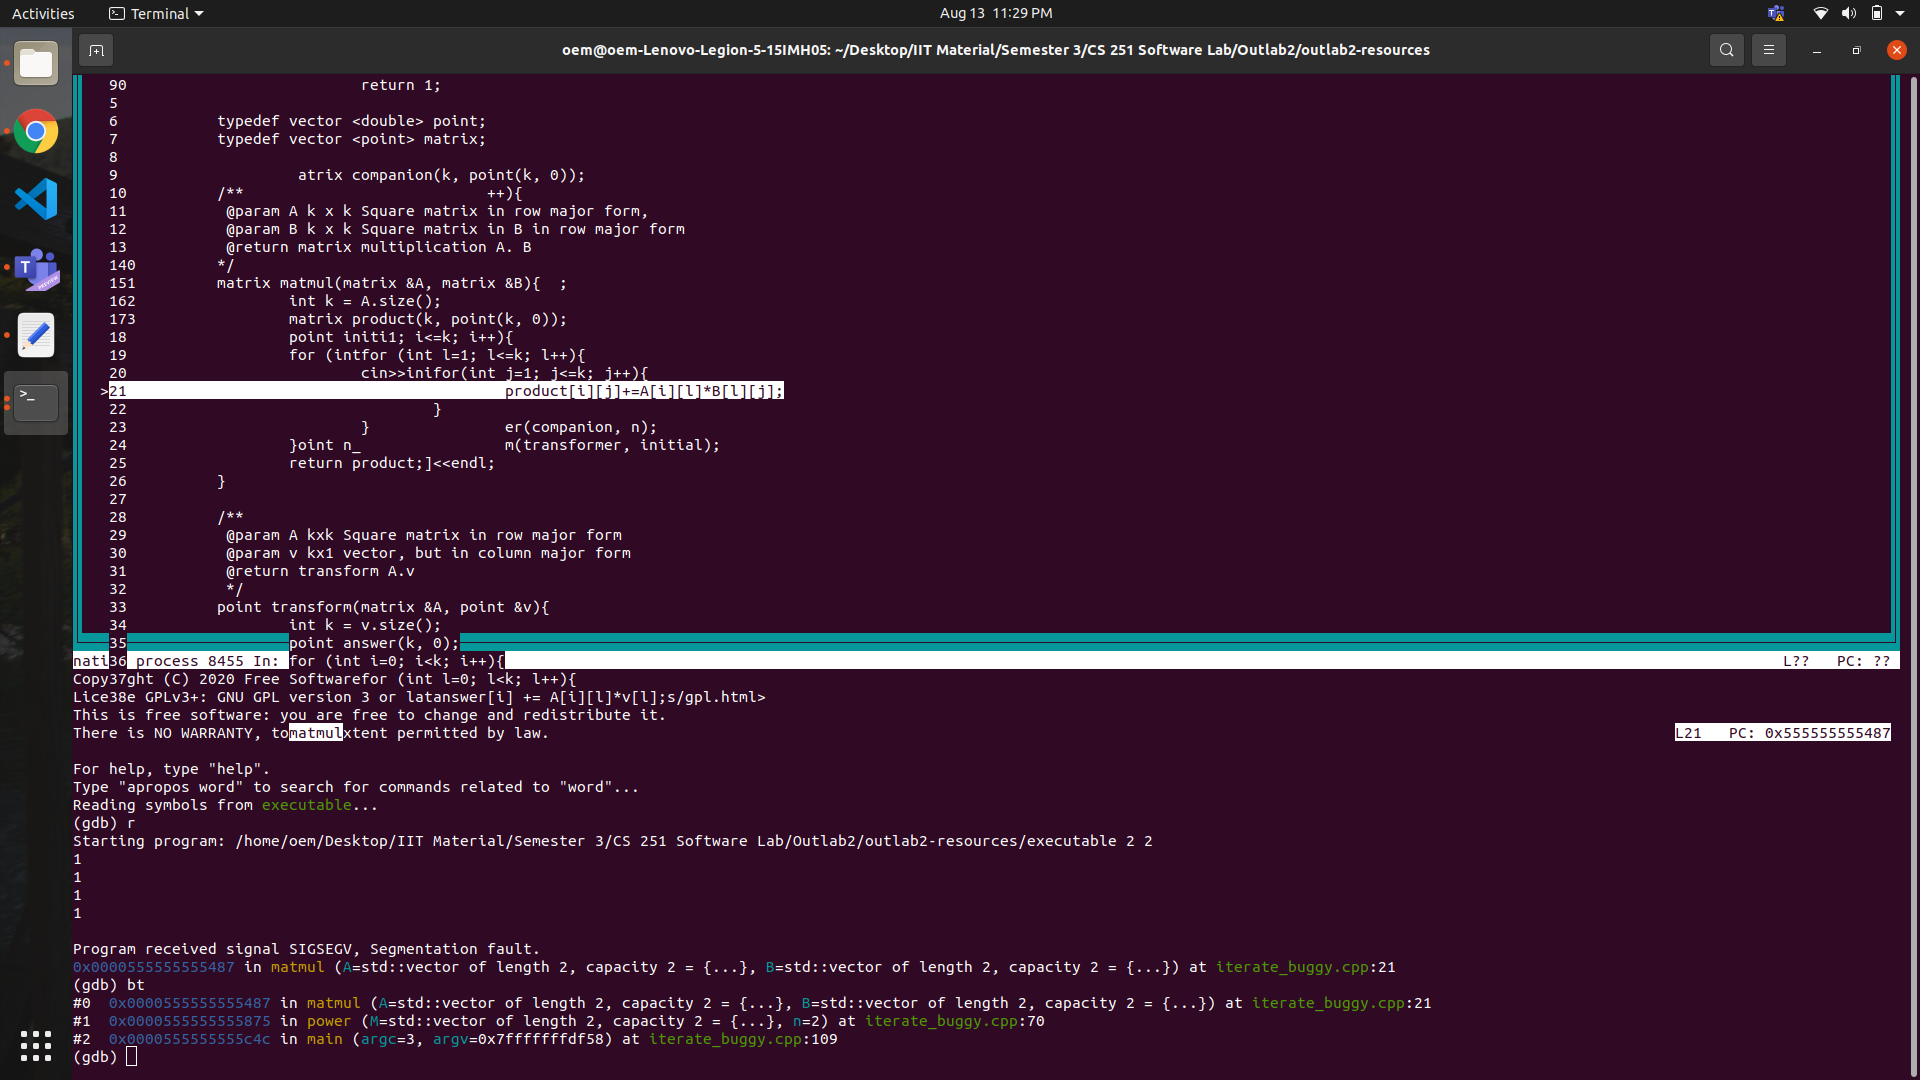 Activities Terminal Aug 13 11:29 PM
oem@oem-Lenovo-Legion-5-15IMH05: ~/Desktop/IIT Material/Semester 3/CS 251 Software Lab/Outlab2/outlab2-resources
90 return 1;
5
6 typedef vector <double> point;
7 typedef vector <point> matrix;
8
9 atrix companion(k, point(k, 0));
10 /** ++){
11 @param A k x k Square matrix in row major form,
12 @param B k x k Square matrix in B in row major form
13 @return matrix multiplication A. B
140 */
151 matrix matmul(matrix &A, matrix &B){ ;
162 int k = A.size();
173 matrix product(k, point(k, 0));
18 point initi1; i<=k; i++){
19 for (intfor (int l=1; l<=k; l++){
20 cin>>inifor(int j=1; j<=k; j++){
>21 product[i][j]+=A[i][l]*B[l][j];
22 }
23 } er(companion, n);
24 }oint n_ m(transformer, initial);
25 return product;]<<endl;
26 }
27
28 /**
29 @param A kxk Square matrix in row major form
30 @param v kx1 vector, but in column major form
31 @return transform A.v
32 */
33 point transform(matrix &A, point &v){
34 int k = v.size();
35 point answer(k, 0);
nati36 process 8455 In: for (int i=0; i<k; i++){ L?? PC: ??
Copy37ght (C) 2020 Free Softwarefor (int l=0; l<k; l++){
Lice38e GPLv3+: GNU GPL version 3 or latanswer[i] += A[i][l]*v[l];s/gpl.html>
This is free software: you are free to change and redistribute it.
There is NO WARRANTY, tomatmulxtent permitted by law. L21 PC: 0x555555555487
For help, type "help".
Type "apropos word" to search for commands related to "word"...
Reading symbols from executable...
(gdb) r
Starting program: /home/oem/Desktop/IIT Material/Semester 3/CS 251 Software Lab/Outlab2/outlab2-resources/executable 2 2
1
1
1
1
Program received signal SIGSEGV, Segmentation fault.
0x0000555555555487 in matmul (A=std::vector of length 2, capacity 2 = {...}, B=std::vector of length 2, capacity 2 = {...}) at iterate_buggy.cpp:21
(gdb) bt
#0 0x0000555555555487 in matmul (A=std::vector of length 2, capacity 2 = {...}, B=std::vector of length 2, capacity 2 = {...}) at iterate_buggy.cpp:21
#1 0x0000555555555875 in power (M=std::vector of length 2, capacity 2 = {...}, n=2) at iterate_buggy.cpp:70
#2 0x0000555555555c4c in main (argc=3, argv=0x7fffffffdf58) at iterate_buggy.cpp:109
(gdb)